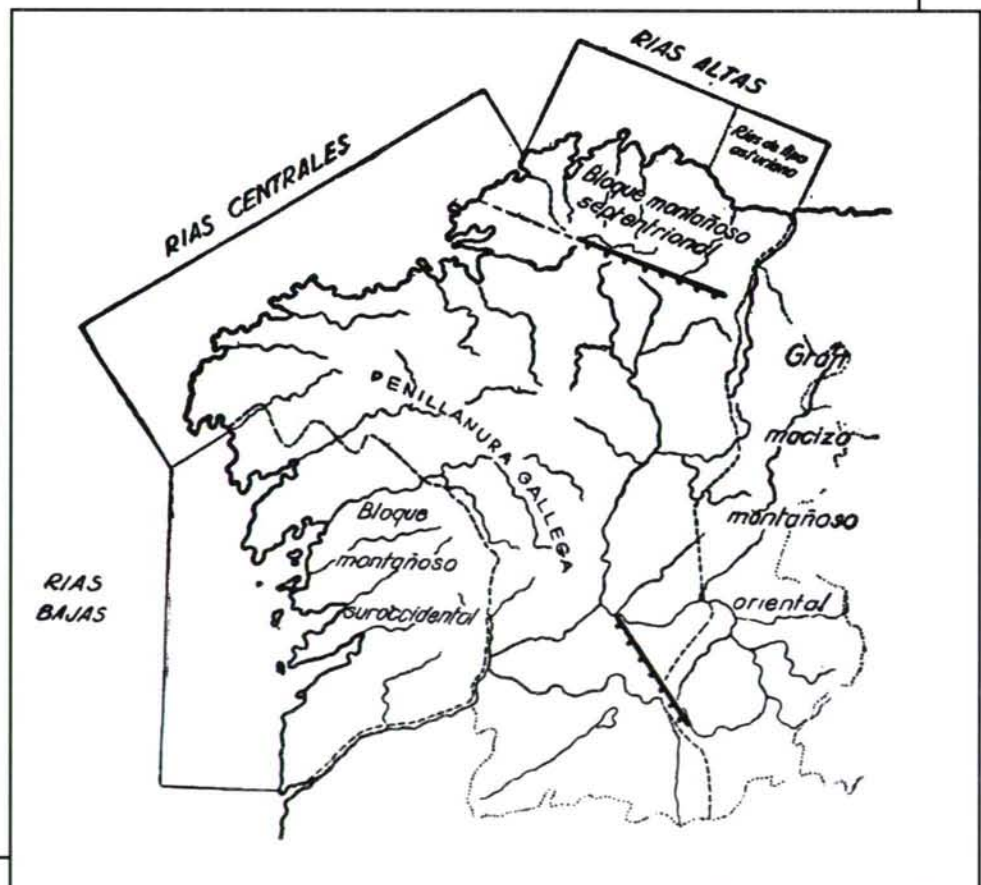 RIAS ALTAS
Rias de tipo
asturiano
RIAS CENTRALES
Bloque montañoso
septentrional
PENILLANURA GALLEGA
Gran
macizo
montañoso
oriental
Bloque
montañoso
suroccidental
RIAS
BAJAS